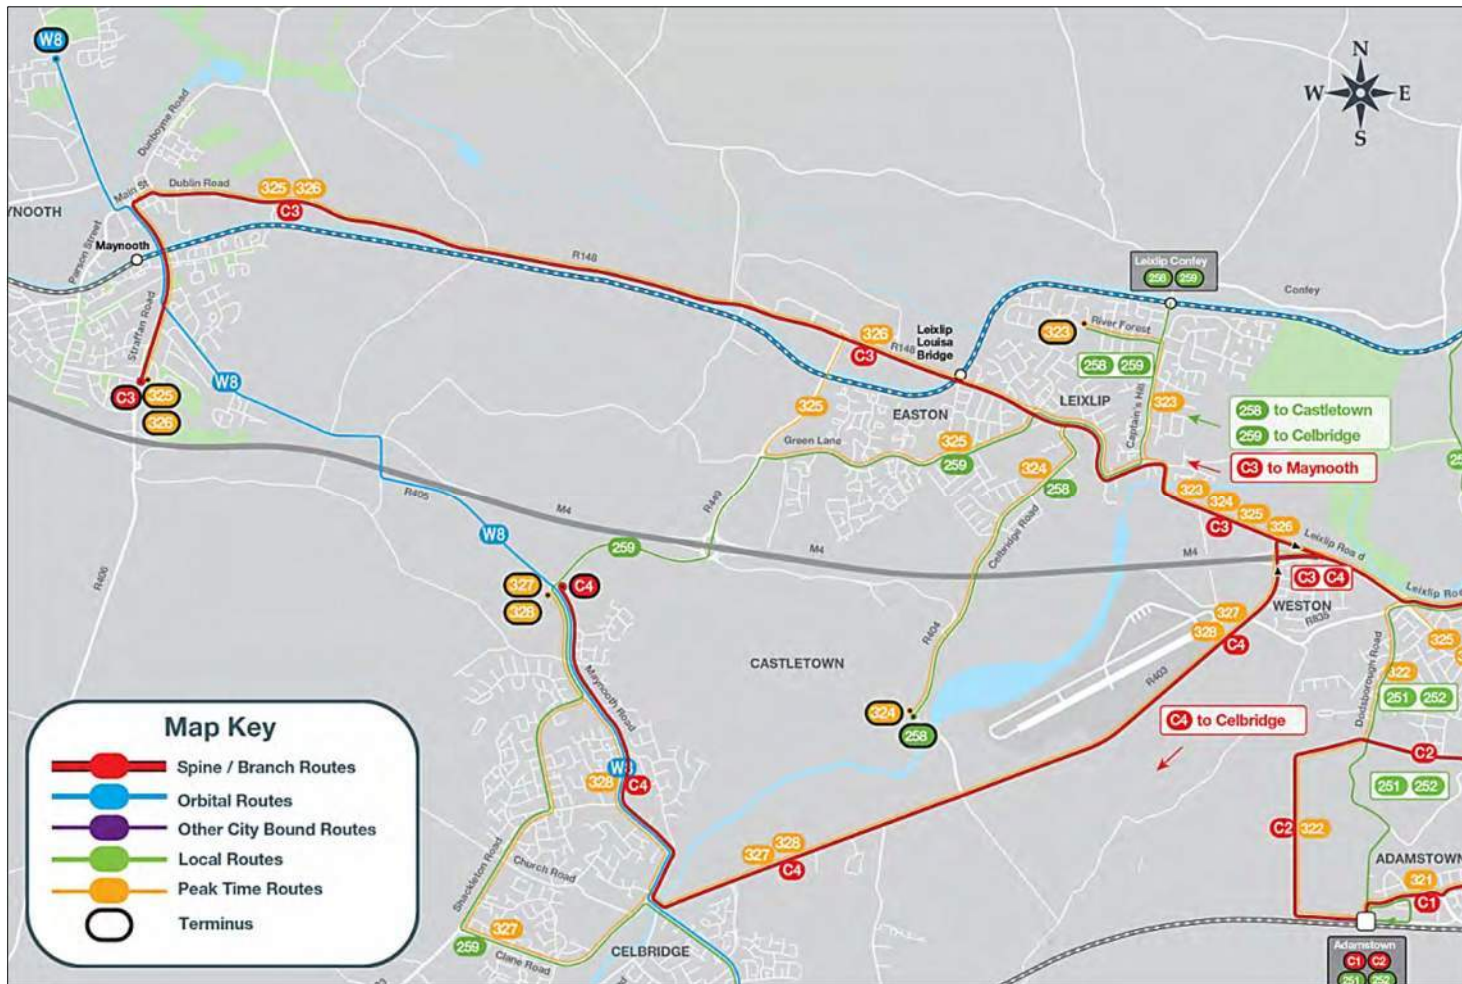 W8
N
W E
S
Dunboyne Road
Main St
Dublin Road
325 326
C3
YNOOTH
Parson Street
Maynooth
R148
Leixlip Confey
258 259
Confey
Straffan Road
326
C3
R148
Leixlip
Louisa
Bridge
323
River Forest
258 259
W8
C3 325
326
325
EASTON
LEIXLIP
Captain's Hill
323
258 to Castletown
259 to Celbridge
C3 to Maynooth
Green Lane
325
259
324
258
R405
R449
M4
W8
259
M4
Celbridge Road
323
324
325
326
C3
Leixlip Road
M4
C3 C4
Leixlip Ro
R406
327
328
C4
WESTON
R835
R404
CASTLETOWN
327
328
C4
R403
Dodsborough Road
325
322
251 252
Maynooth Road
324
258
C4 to Celbridge
C2
Map Key
Spine / Branch Routes
Orbital Routes
Other City Bound Routes
Local Routes
Peak Time Routes
Terminus
W8
328
C4
251 252
C2 322
Shackleton Road
Church Road
327
328
C4
ADAMSTOWN
321
C1
327
259
Clane Road
CELBRIDGE
Adamstown
C1 C2
251 252